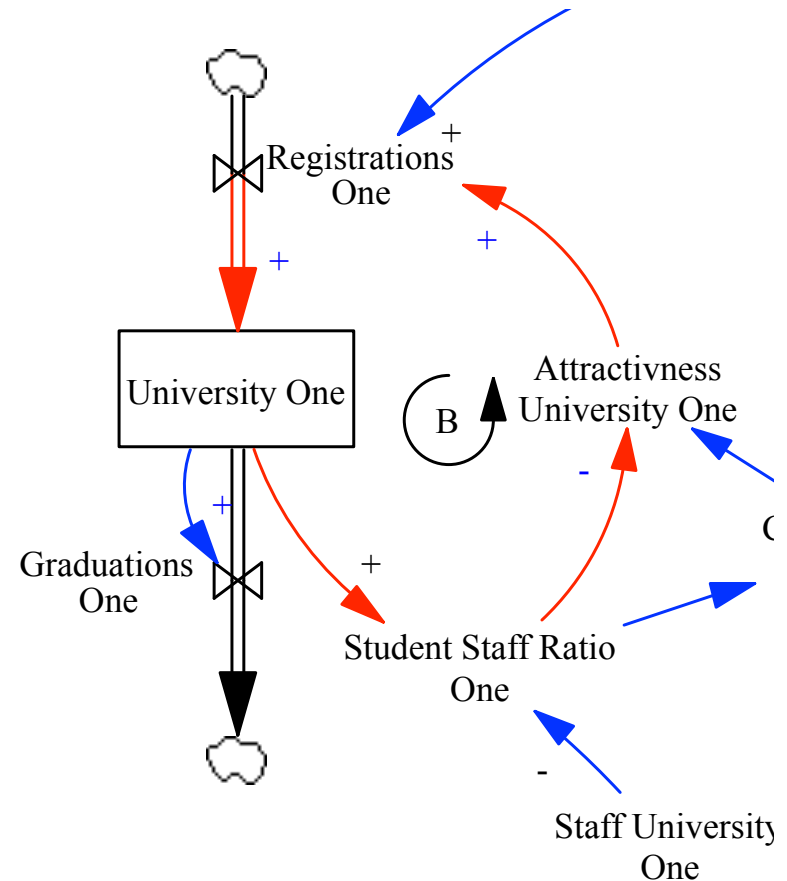 +
Registrations
One
+
+
Attractivness
University One
University One
B
-
+
Graduations
One
+
Student Staff Ratio
One
-
Staff University
One